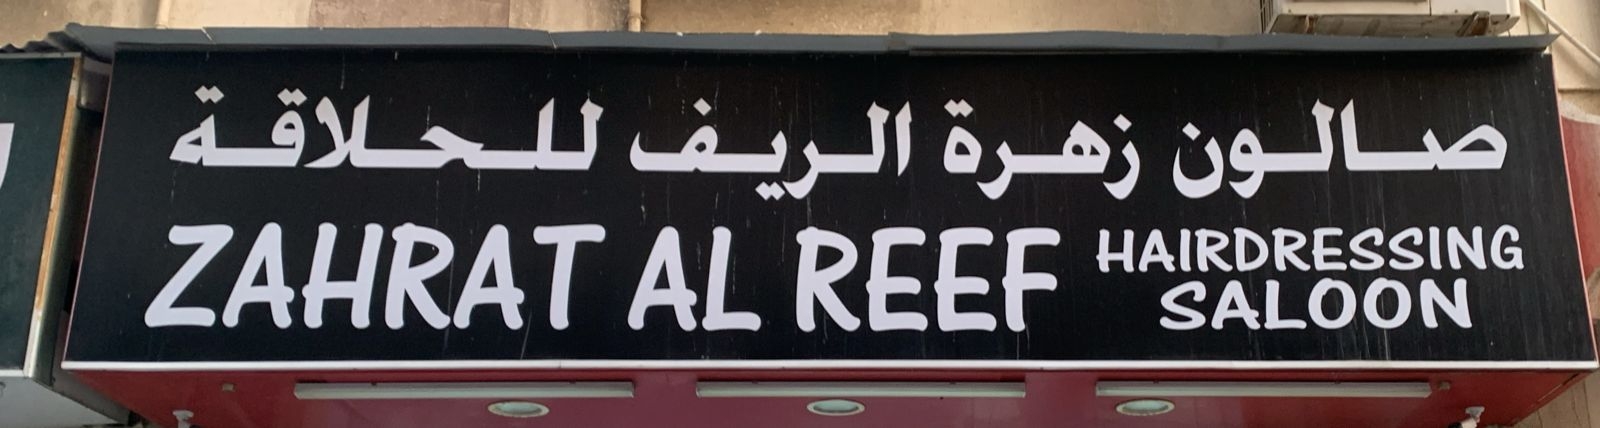 صالون زهرة الريف للحلاقة
ZAHRAT AL REEF HAIRDRESSING
SALOON